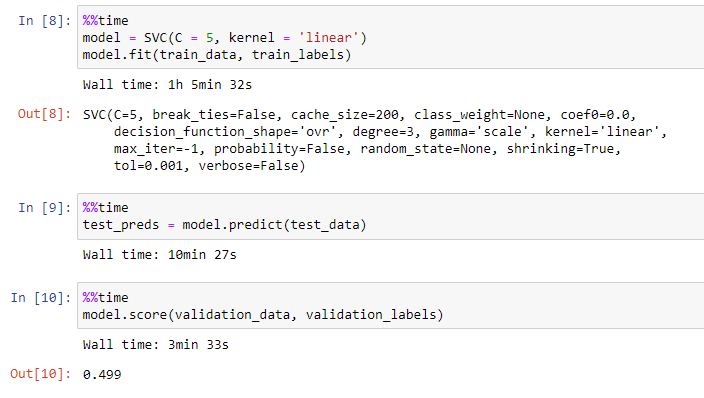 In [8]: %%time
model = SVC(C = 5, kernel = 'linear')
model.fit(train_data, train_labels)
Wall time: 1h 5min 32s
Out[8]: SVC(C=5, break_ties=False, cache_size=200, class_weight=None, coef0=0.0,
decision_function_shape='ovr', degree=3, gamma='scale', kernel='linear',
max_iter=-1, probability=False, random_state=None, shrinking=True,
tol=0.001, verbose=False)
In [9]: %%time
test_preds = model.predict(test_data)
Wall time: 10min 27s
In [10]: %%time
model.score(validation_data, validation_labels)
Wall time: 3min 33s
Out[10]: 0.499